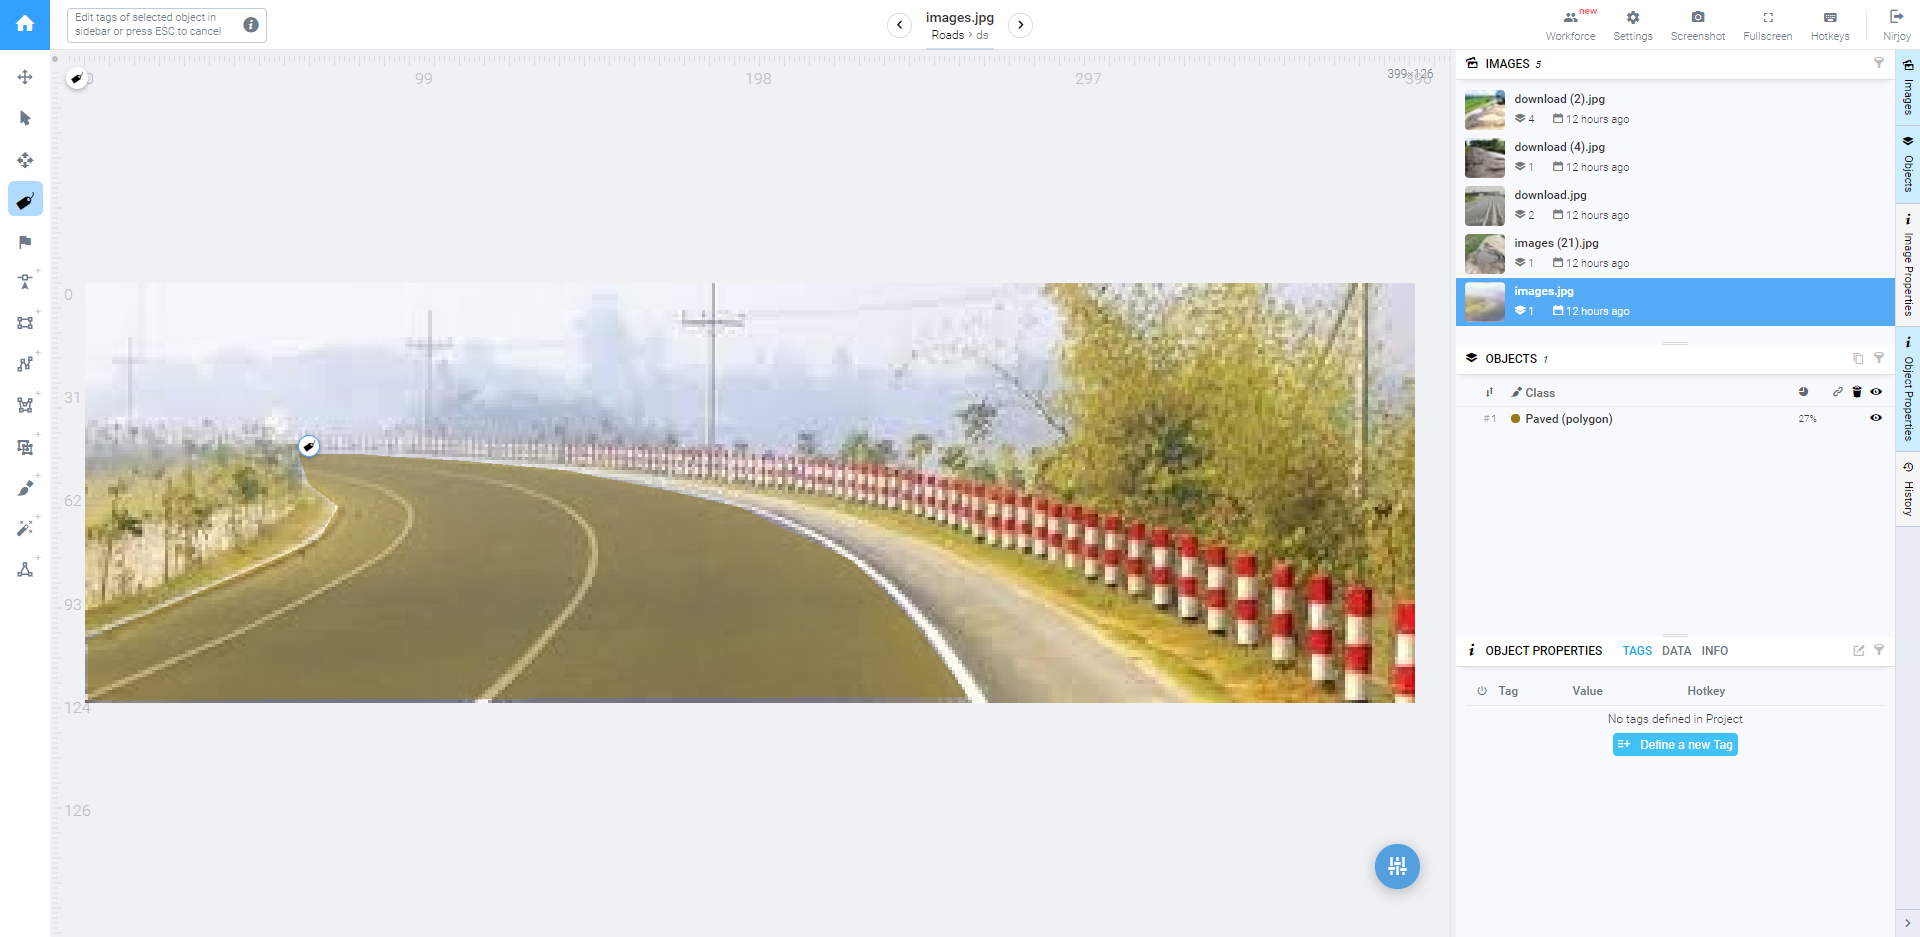 Edit tags of selected object in
sidebar or press ESC to cancel
images.jpg
Roads > ds
new
Workforce
Settings
Screenshot
Fullscreen
Hotkeys
Nirjoy
0
99
198
297
399×126
0
31
62
93
124
126
IMAGES 5
download (2).jpg
4 12 hours ago
download (4).jpg
1 12 hours ago
download.jpg
2 12 hours ago
images (21).jpg
1 12 hours ago
images.jpg
1 12 hours ago
OBJECTS 1
Class
#1 Paved (polygon) 27%
OBJECT PROPERTIES TAGS DATA INFO
Tag Value Hotkey
No tags defined in Project
Define a new Tag
Images
Objects
Image Properties
Object Properties
History